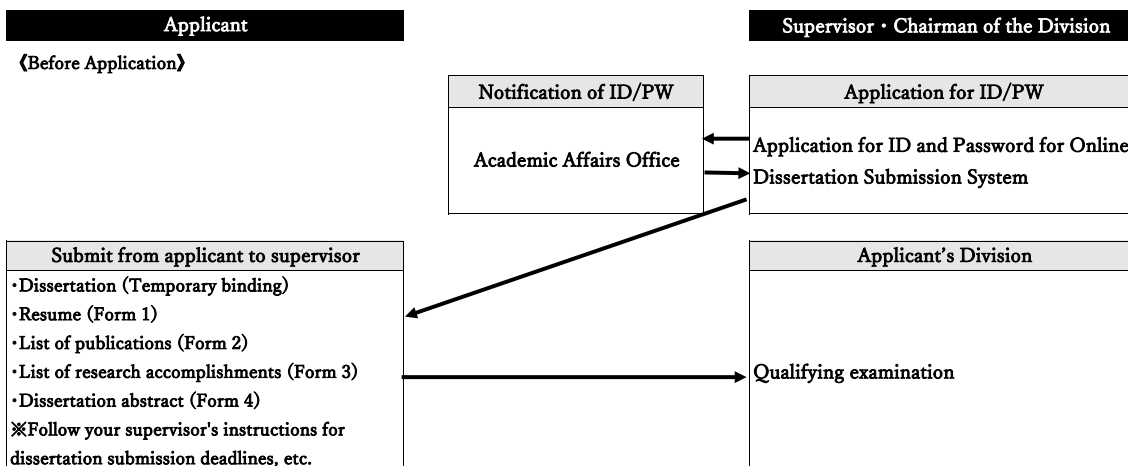 Applicant
Supervisor・Chairman of the Division
《Before Application》
Notification of ID/PW
Application for ID/PW
Academic Affairs Office
Application for ID and Password for Online
Dissertation Submission System
Submit from applicant to supervisor
Applicant’s Division
・Dissertation (Temporary binding)
・Resume (Form 1)
・List of publications (Form 2)
・List of research accomplishments (Form 3)
・Dissertation abstract (Form 4)
※Follow your supervisor's instructions for
dissertation submission deadlines, etc.
Qualifying examination